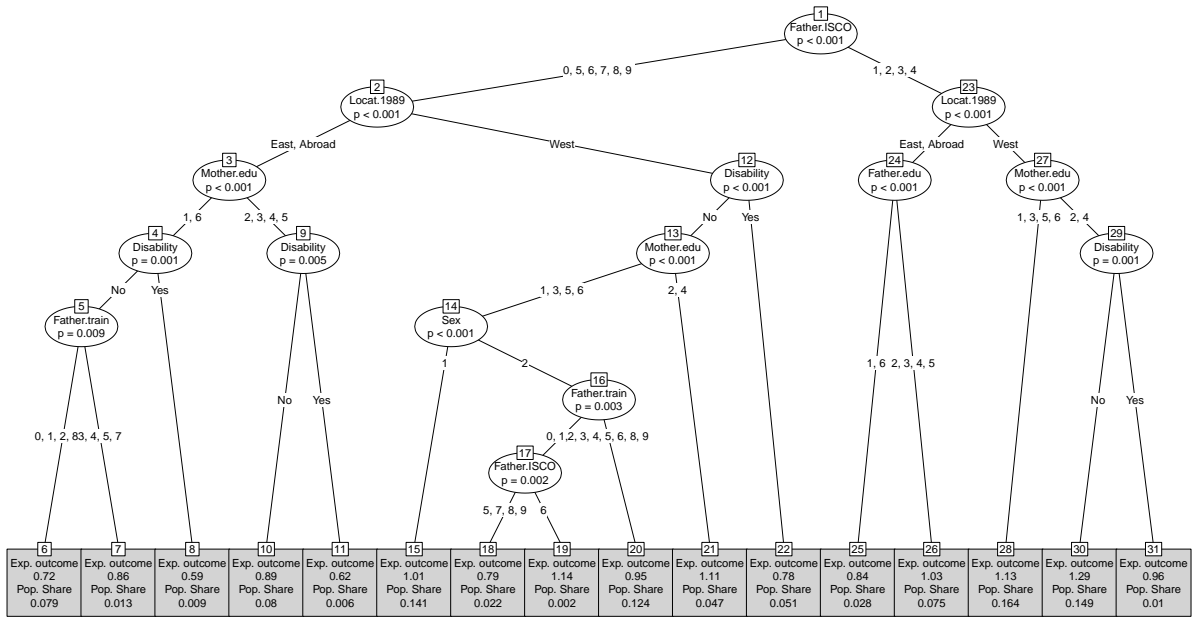 1
Father.ISCO
p < 0.001
0, 5, 6, 7, 8, 9
1, 2, 3, 4
2
Locat.1989
p < 0.001
23
Locat.1989
p < 0.001
East, Abroad
West
East, Abroad
West
3
Mother.edu
p < 0.001
12
Disability
p < 0.001
24
Father.edu
p < 0.001
27
Mother.edu
p < 0.001
1, 6
2, 3, 4, 5
No
Yes
1, 3, 5, 6
2, 4
4
Disability
p = 0.001
9
Disability
p = 0.005
13
Mother.edu
p < 0.001
29
Disability
p = 0.001
No
Yes
1, 3, 5, 6
2, 4
5
Father.train
p = 0.009
14
Sex
p < 0.001
1
2
1, 6
2, 3, 4, 5
16
Father.train
p = 0.003
No
Yes
No
Yes
0, 1, 2, 8
3, 4, 5, 7
0, 1,
2, 3, 4, 5, 6, 8, 9
17
Father.ISCO
p = 0.002
5, 7, 8, 9
6
6
Exp. outcome
0.72
Pop. Share
0.079
7
Exp. outcome
0.86
Pop. Share
0.013
8
Exp. outcome
0.59
Pop. Share
0.009
10
Exp. outcome
0.89
Pop. Share
0.08
11
Exp. outcome
0.62
Pop. Share
0.006
15
Exp. outcome
1.01
Pop. Share
0.141
18
Exp. outcome
0.79
Pop. Share
0.022
19
Exp. outcome
1.14
Pop. Share
0.002
20
Exp. outcome
0.95
Pop. Share
0.124
21
Exp. outcome
1.11
Pop. Share
0.047
22
Exp. outcome
0.78
Pop. Share
0.051
25
Exp. outcome
0.84
Pop. Share
0.028
26
Exp. outcome
1.03
Pop. Share
0.075
28
Exp. outcome
1.13
Pop. Share
0.164
30
Exp. outcome
1.29
Pop. Share
0.149
31
Exp. outcome
0.96
Pop. Share
0.01